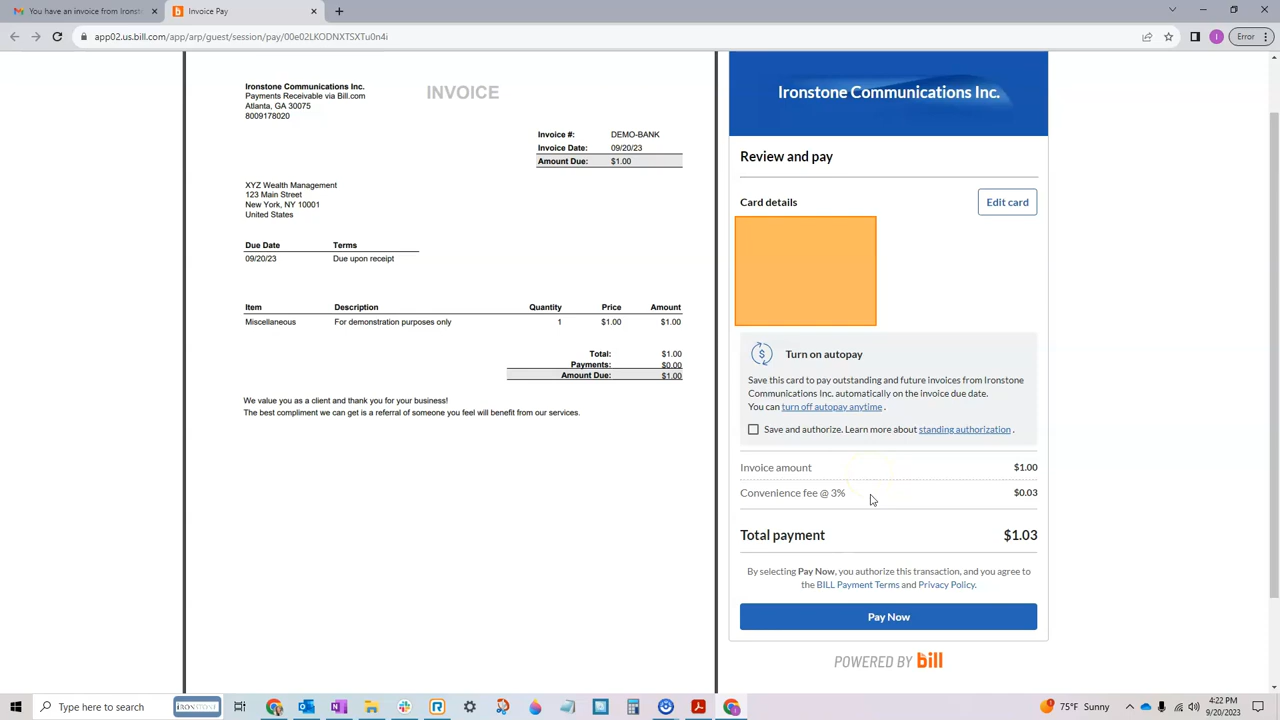 You have an invoice from Ironst
Invoice Pay
app02.us.bill.com/app/arp/guest/session/pay/00e02LKODNXTSXTu0n4i
Error
Ironstone Communications Inc.
Payments Receivable via Bill.com
Atlanta, GA 30075
8009178020
INVOICE
Invoice #: DEMO-BANK
Invoice Date: 09/20/23
Amount Due: $1.00
XYZ Wealth Management
123 Main Street
New York, NY 10001
United States
Due Date Terms
09/20/23 Due upon receipt
Item Description Quantity Price Amount
Miscellaneous For demonstration purposes only 1 $1.00 $1.00
Total: $1.00
Payments: $0.00
Amount Due: $1.00
We value you as a client and thank you for your business!
The best compliment we can get is a referral of someone you feel will benefit from our services.
Ironstone Communications Inc.
Review and pay
Card details
Edit card
Turn on autopay
Save this card to pay outstanding and future invoices from Ironstone
Communications Inc. automatically on the invoice due date.
You can turn off autopay anytime .
Save and authorize. Learn more about standing authorization .
Invoice amount $1.00
Convenience fee @ 3% $0.03
Total payment $1.03
By selecting Pay Now, you authorize this transaction, and you agree to
the BILL Payment Terms and Privacy Policy.
Pay Now
POWERED BY bill
Type here to search
IRONSTONE
75°F Sunny
4:22 PM
9/20/2023